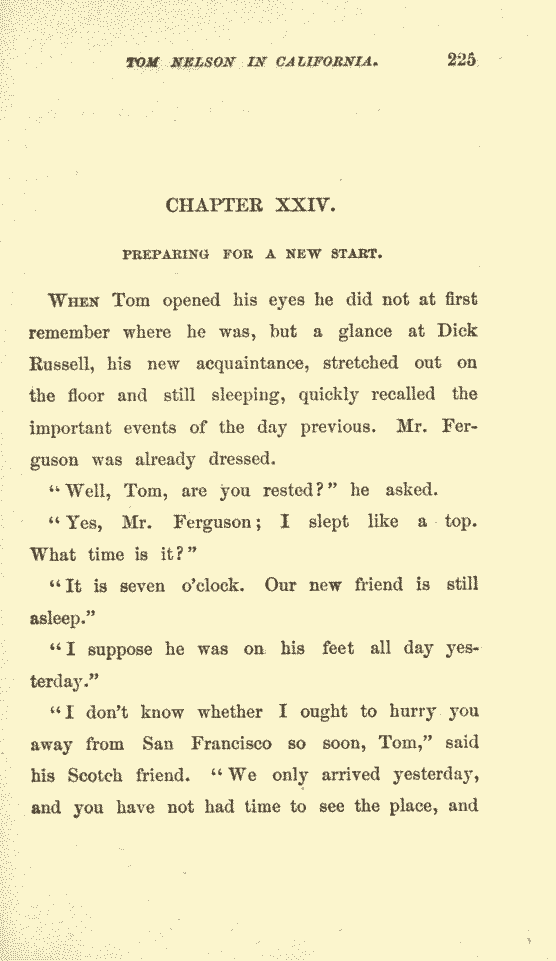 TOM NELSON IN CALIFORNIA. 225
CHAPTER XXIV.
PREPARING FOR A NEW START.
WHEN Tom opened his eyes he did not at first
remember where he was, but a glance at Dick
Russell, his new acquaintance, stretched out on
the floor and still sleeping, quickly recalled the
important events of the day previous. Mr. Fer-
guson was already dressed.
“Well, Tom, are you rested?” he asked.
“Yes, Mr. Ferguson; I slept like a top.
What time is it?”
“It is seven o’clock. Our new friend is still
asleep.”
“I suppose he was on his feet all day yes-
terday.”
“I don’t know whether I ought to hurry you
away from San Francisco so soon, Tom,” said
his Scotch friend. “We only arrived yesterday,
and you have not had time to see the place, and